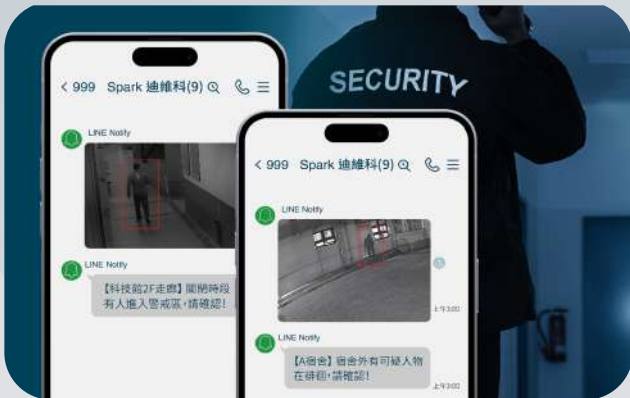 SECURITY
< 999 Spark 迪維科(9)
LINE Notify
LINE Notify
【科技館2F走廊】關閉時段
有人進入警戒區，請確認！
< 999 Spark 迪維科(9)
LINE Notify
上午3:00
LINE Notify
【A宿舍】宿舍外有可疑人物
在徘徊，請確認！
上午3:00